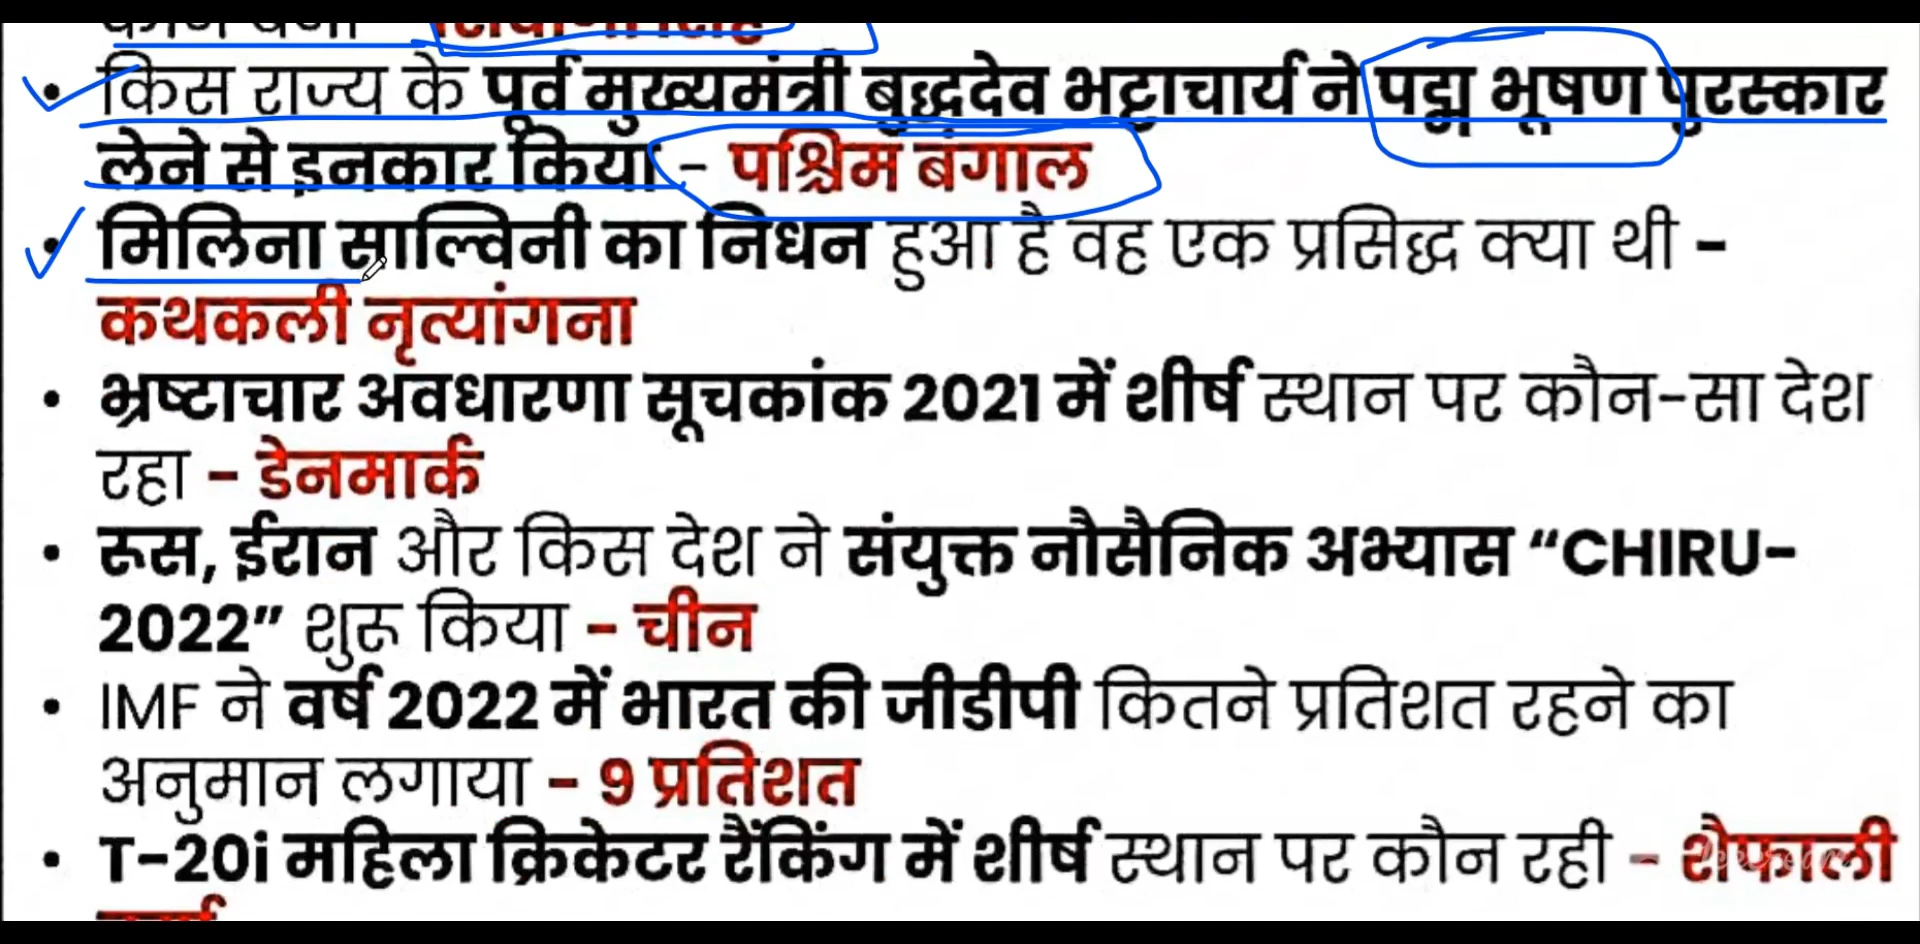 • किस राज्य के पूर्व मुख्यमंत्री बुद्धदेव भट्टाचार्य ने पद्म भूषण पुरस्कार
लेने से इनकार किया - पश्चिम बंगाल
• मिलिना साल्विनी का निधन हुआ है वह एक प्रसिद्ध क्या थी -
कथकली नृत्यांगना
• भ्रष्टाचार अवधारणा सूचकांक 2021 में शीर्ष स्थान पर कौन-सा देश
रहा - डेनमार्क
• रूस, ईरान और किस देश ने संयुक्त नौसैनिक अभ्यास “CHIRU-
2022” शुरू किया - चीन
• IMF ने वर्ष 2022 में भारत की जीडीपी कितने प्रतिशत रहने का
अनुमान लगाया - 9 प्रतिशत
• T-20i महिला क्रिकेटर रैंकिंग में शीर्ष स्थान पर कौन रही - शैफाली